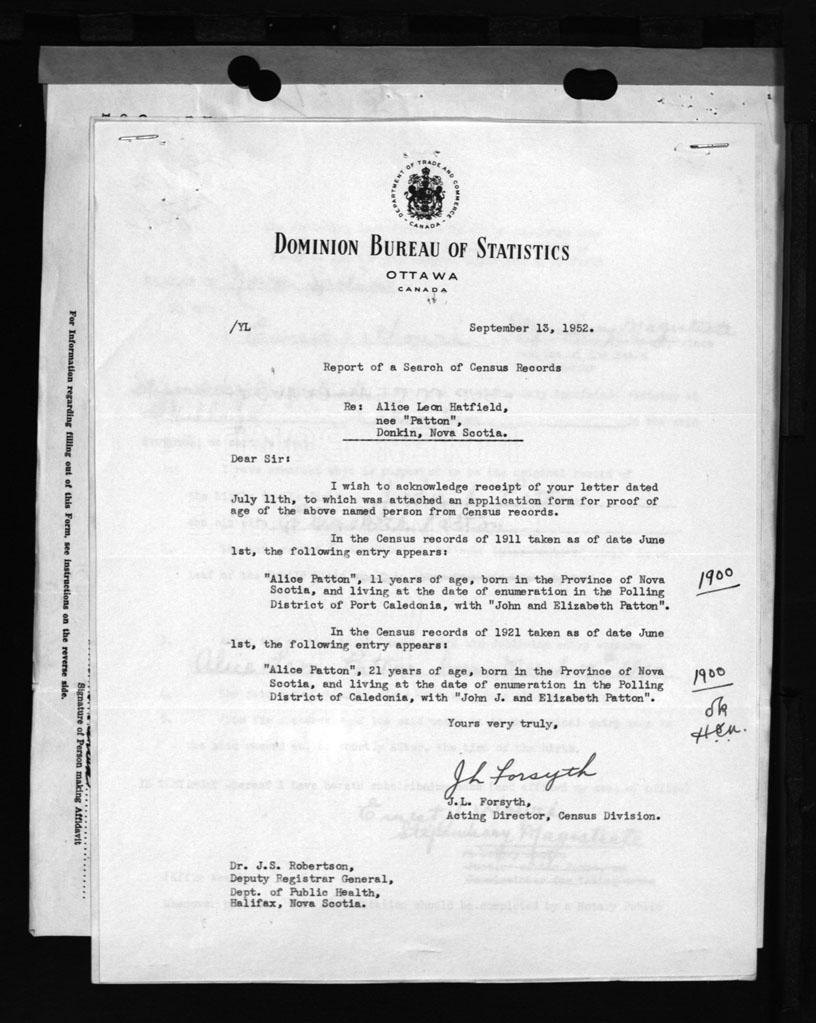 DEPARTMENT OF TRADE AND COMMERCE
CANADA
DOMINION BUREAU OF STATISTICS
OTTAWA
CANADA
/YL September 13, 1952.
Report of a Search of Census Records
Re: Alice Leon Hatfield,
nee "Patton",
Donkin, Nova Scotia.
Dear Sir:
I wish to acknowledge receipt of your letter dated
July 11th, to which was attached an application form for proof of
age of the above named person from Census records.
In the Census records of 1911 taken as of date June
1st, the following entry appears:
"Alice Patton", 11 years of age, born in the Province of Nova
Scotia, and living at the date of enumeration in the Polling
District of Port Caledonia, with "John and Elizabeth Patton".
1900
In the Census records of 1921 taken as of date June
1st, the following entry appears:
"Alice Patton", 21 years of age, born in the Province of Nova
Scotia, and living at the date of enumeration in the Polling
District of Caledonia, with "John J. and Elizabeth Patton".
1900
ok
Yours very truly,
J L Forsyth
J.L. Forsyth,
Acting Director, Census Division.
Dr. J.S. Robertson,
Deputy Registrar General,
Dept. of Public Health,
Halifax, Nova Scotia.
For Information regarding filling out of this Form, see instructions on the reverse side.
Signature of Person making Affidavit